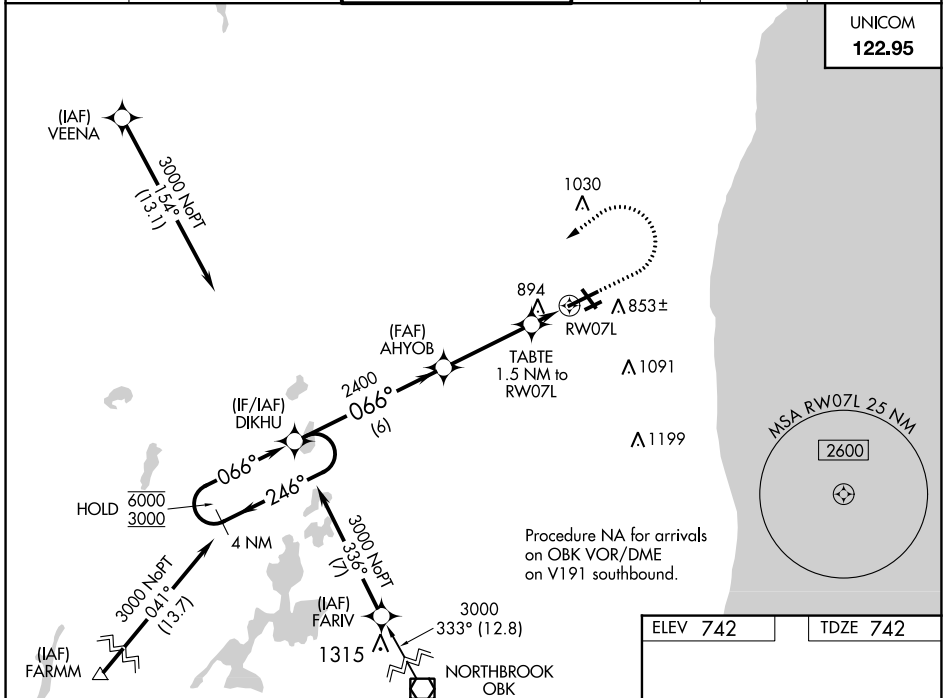 UNICOM
122.95
(IAF)
VEENA
3000 NoPT
154°
(13.1)
1030
894
853±
RW07L
(FAF)
AHYOB
TABTE
1.5 NM to
RW07L
1091
2400
066°
(6)
(IF/IAF)
DIKHU
1199
MSA RW07L 25 NM
2600
066°
246°
HOLD
6000
3000
4 NM
Procedure NA for arrivals
on OBK VOR/DME
on V191 southbound.
3000 NoPT
041°
(13.7)
3000 NoPT
336°
(7)
(IAF)
FARIV
3000
333° (12.8)
1315
(IAF)
FARMM
NORTHBROOK
OBK
ELEV 742
TDZE 742